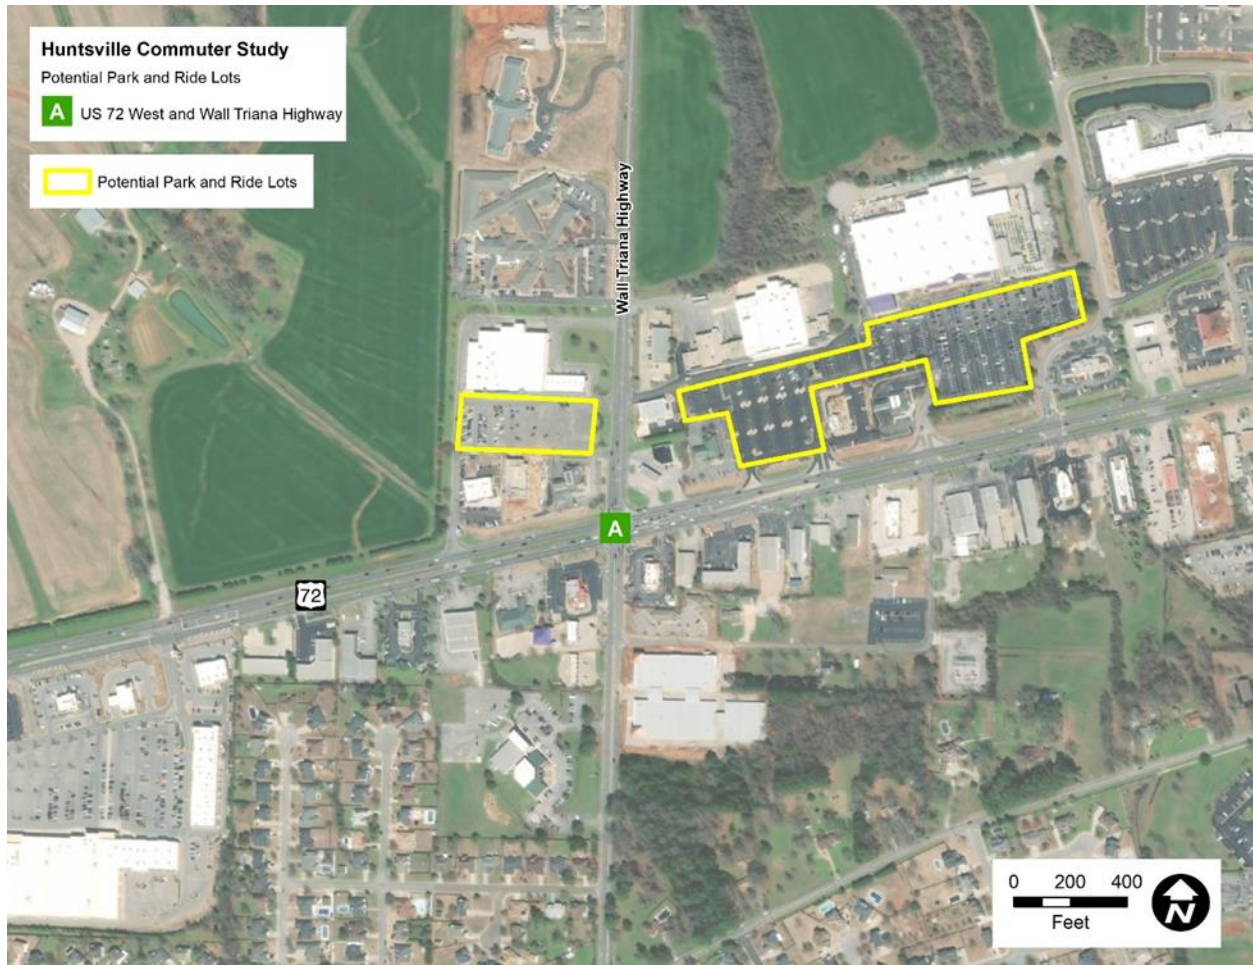 Huntsville Commuter Study
Potential Park and Ride Lots
A US 72 West and Wall Triana Highway
Potential Park and Ride Lots
Wall Triana Highway
A
72
0 200 400
Feet
N